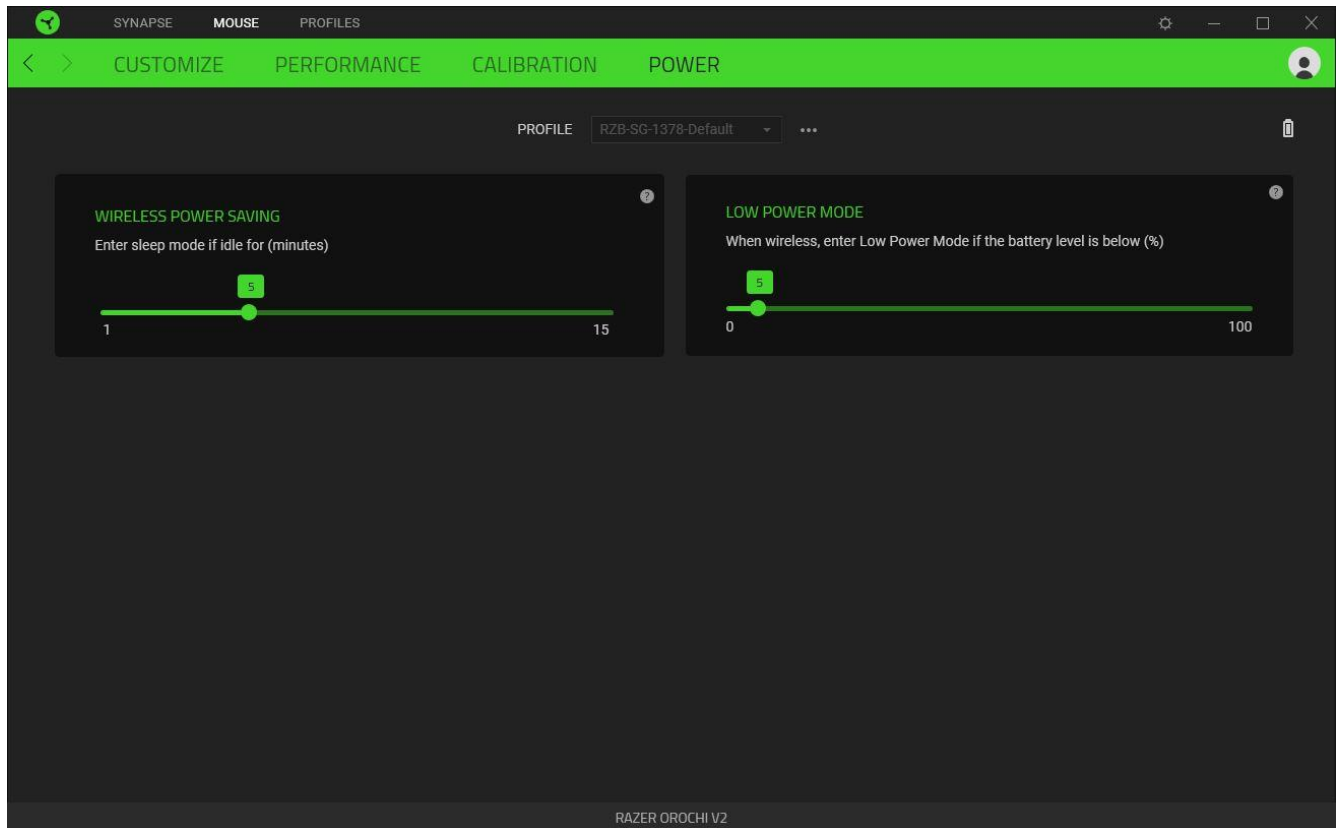 SYNAPSE MOUSE PROFILES
CUSTOMIZE PERFORMANCE CALIBRATION POWER
PROFILE RZB-SG-1378-Default
WIRELESS POWER SAVING
Enter sleep mode if idle for (minutes)
5
1 15
LOW POWER MODE
When wireless, enter Low Power Mode if the battery level is below (%)
5
0 100
RAZER OROCHI V2